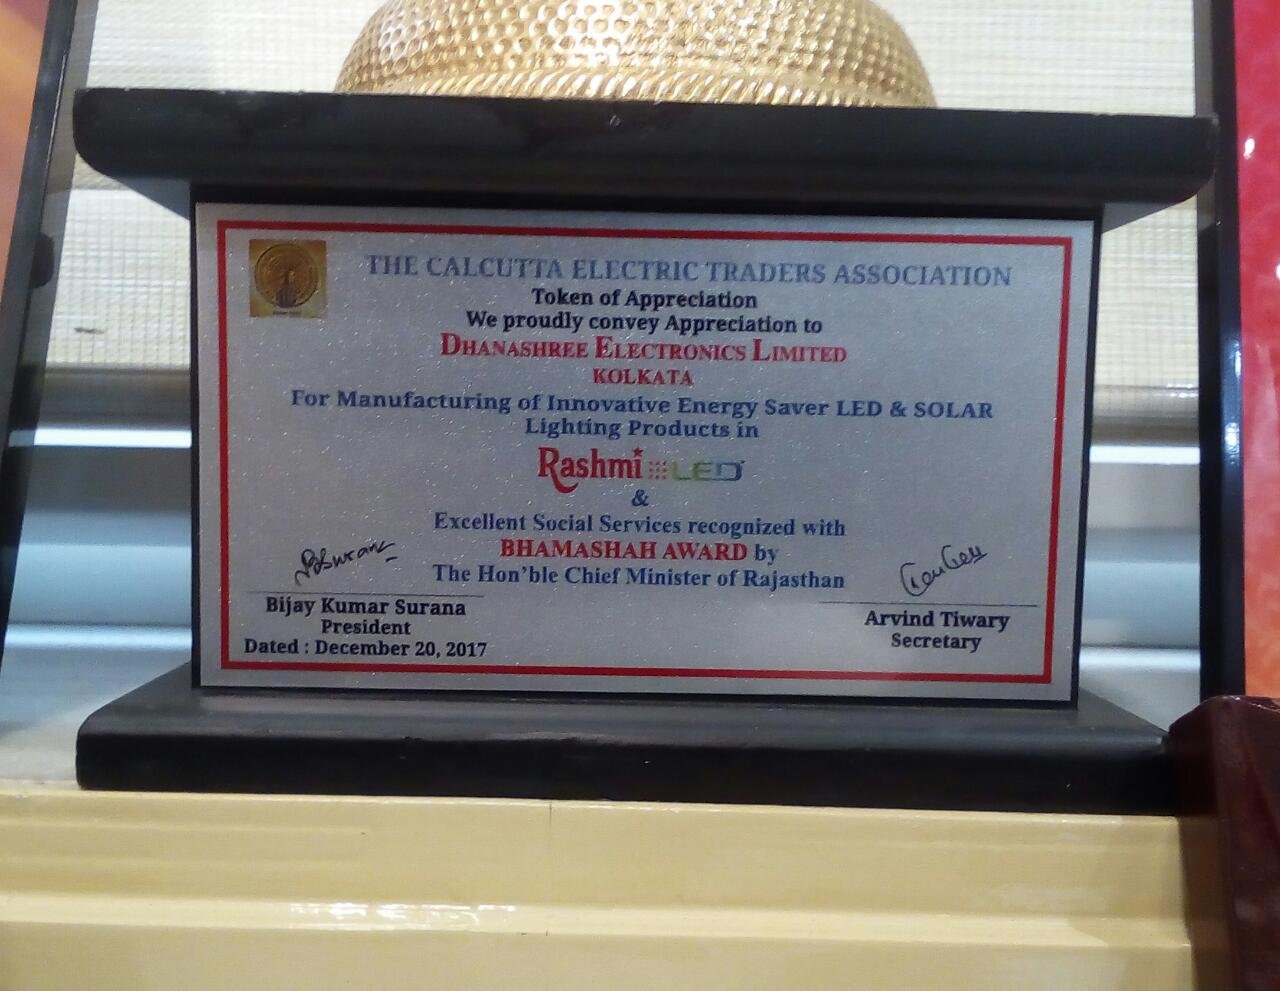 THE CALCUTTA ELECTRIC TRADERS ASSOCIATION
Token of Appreciation
We proudly convey Appreciation to
DHANASHREE ELECTRONICS LIMITED
KOLKATA
For Manufacturing of Innovative Energy Saver LED & SOLAR
Lighting Products in
Rashmi LED
&
Excellent Social Services recognized with
BHAMASHAH AWARD by
The Hon'ble Chief Minister of Rajasthan
Bijay Kumar Surana
President
Dated : December 20, 2017
Arvind Tiwary
Secretary